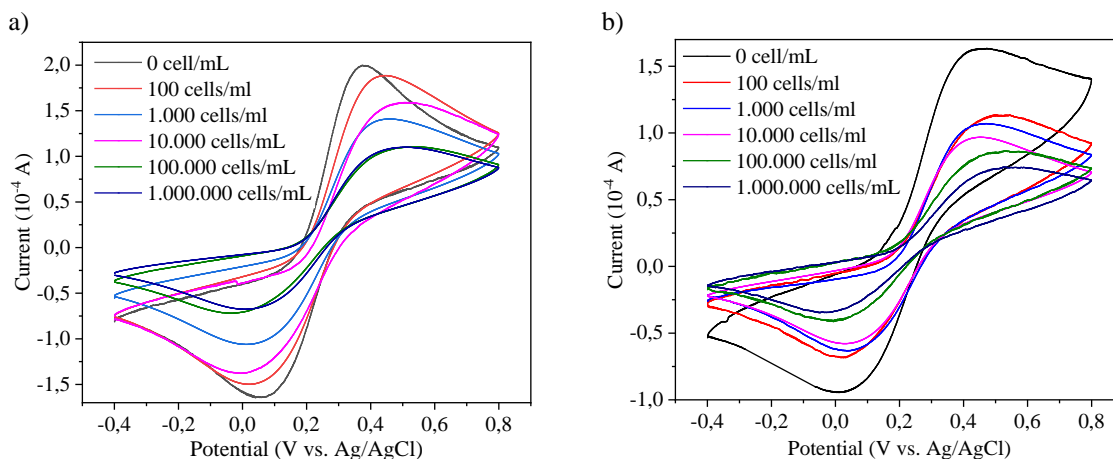 a)
2,0
1,5
1,0
0,5
0,0
-0,5
-1,0
-1,5
Current (10-4 A)
0 cell/mL
100 cells/ml
1.000 cells/ml
10.000 cells/mL
100.000 cells/mL
1.000.000 cells/mL
-0,4 -0,2 0,0 0,2 0,4 0,6 0,8
Potential (V vs. Ag/AgCl)
b)
1,5
1,0
0,5
0,0
-0,5
-1,0
Current (10-4 A)
0 cell/mL
100 cells/ml
1.000 cells/ml
10.000 cells/ml
100.000 cells/ml
1.000.000 cells/mL
-0,4 -0,2 0,0 0,2 0,4 0,6 0,8
Potential (V vs. Ag/AgCl)